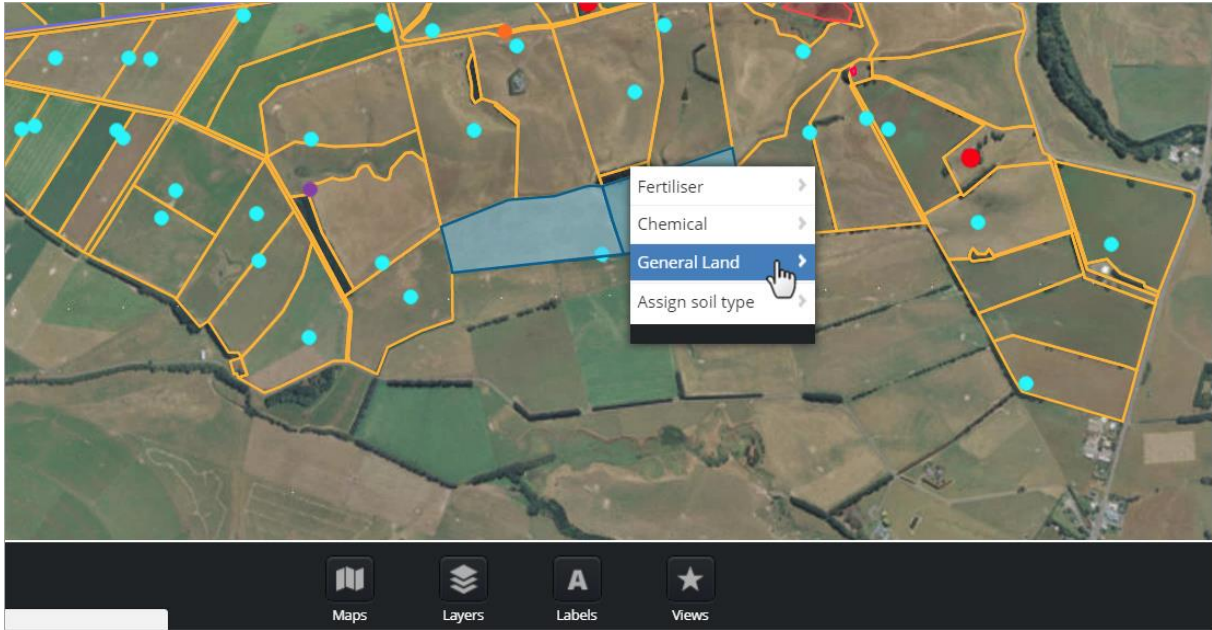 Fertiliser
Chemical
General Land
Assign soil type
Maps
Layers
A
Labels
Views